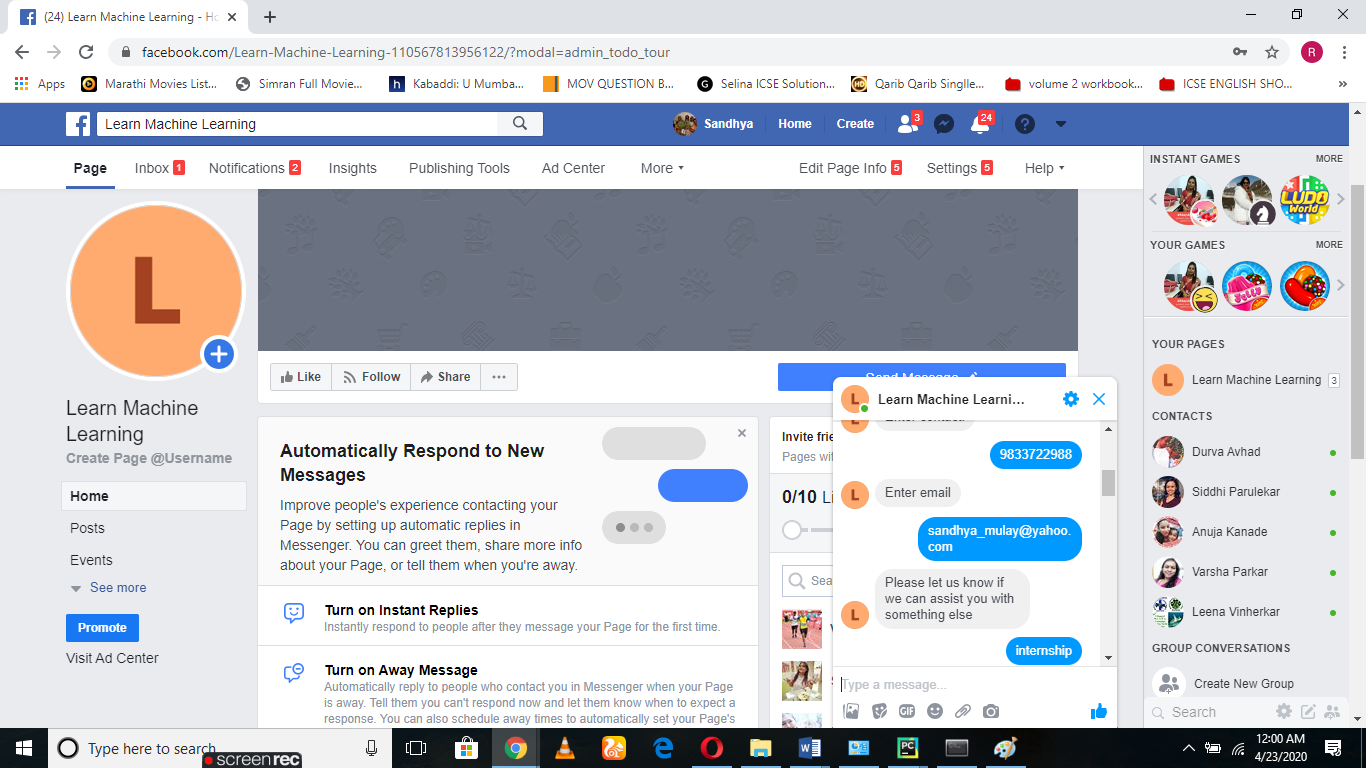 (24) Learn Machine Learning - Ho
facebook.com/Learn-Machine-Learning-110567813956122/?modal=admin_todo_tour
R
Apps
Marathi Movies List...
Simran Full Movie...
h
Kabaddi: U Mumba...
MOV QUESTION B...
G
Selina ICSE Solution...
HD
Qarib Qarib Singlle...
volume 2 workbook...
ICSE ENGLISH SHO...
Learn Machine Learning
Sandhya
Home
Create
3
24
Page
Inbox 1
Notifications 2
Insights
Publishing Tools
Ad Center
More
Edit Page Info 5
Settings 5
Help
L
Learn Machine
Learning
Create Page @Username
Home
Posts
Events
See more
Promote
Visit Ad Center
Like
Follow
Share
Automatically Respond to New
Messages
Improve people's experience contacting your
Page by setting up automatic replies in
Messenger. You can greet them, share more info
about your Page, or tell them when you're away.
Turn on Instant Replies
Instantly respond to people after they message your Page for the first time.
Turn on Away Message
Automatically reply to people who contact you in Messenger when your Page
is away. Tell them you can't respond now and let them know when to expect a
response. You can also schedule away times to automatically set your Page's
Send Message
Invite frie
Pages wit
0/10 Li
Sea
L
Learn Machine Learni...
Enter contact:
9833722988
L
Enter email
sandhya_mulay@yahoo.
com
Please let us know if
we can assist you with
something else
L
internship
Type a message...
GIF
INSTANT GAMES
MORE
LUDO
World
YOUR GAMES
MORE
JELLY
YOUR PAGES
L
Learn Machine Learning 3
CONTACTS
Durva Avhad
Siddhi Parulekar
Anuja Kanade
Varsha Parkar
Leena Vinherkar
GROUP CONVERSATIONS
Create New Group
Search
Type here to search
screenrec
W
PC
12:00 AM
4/23/2020